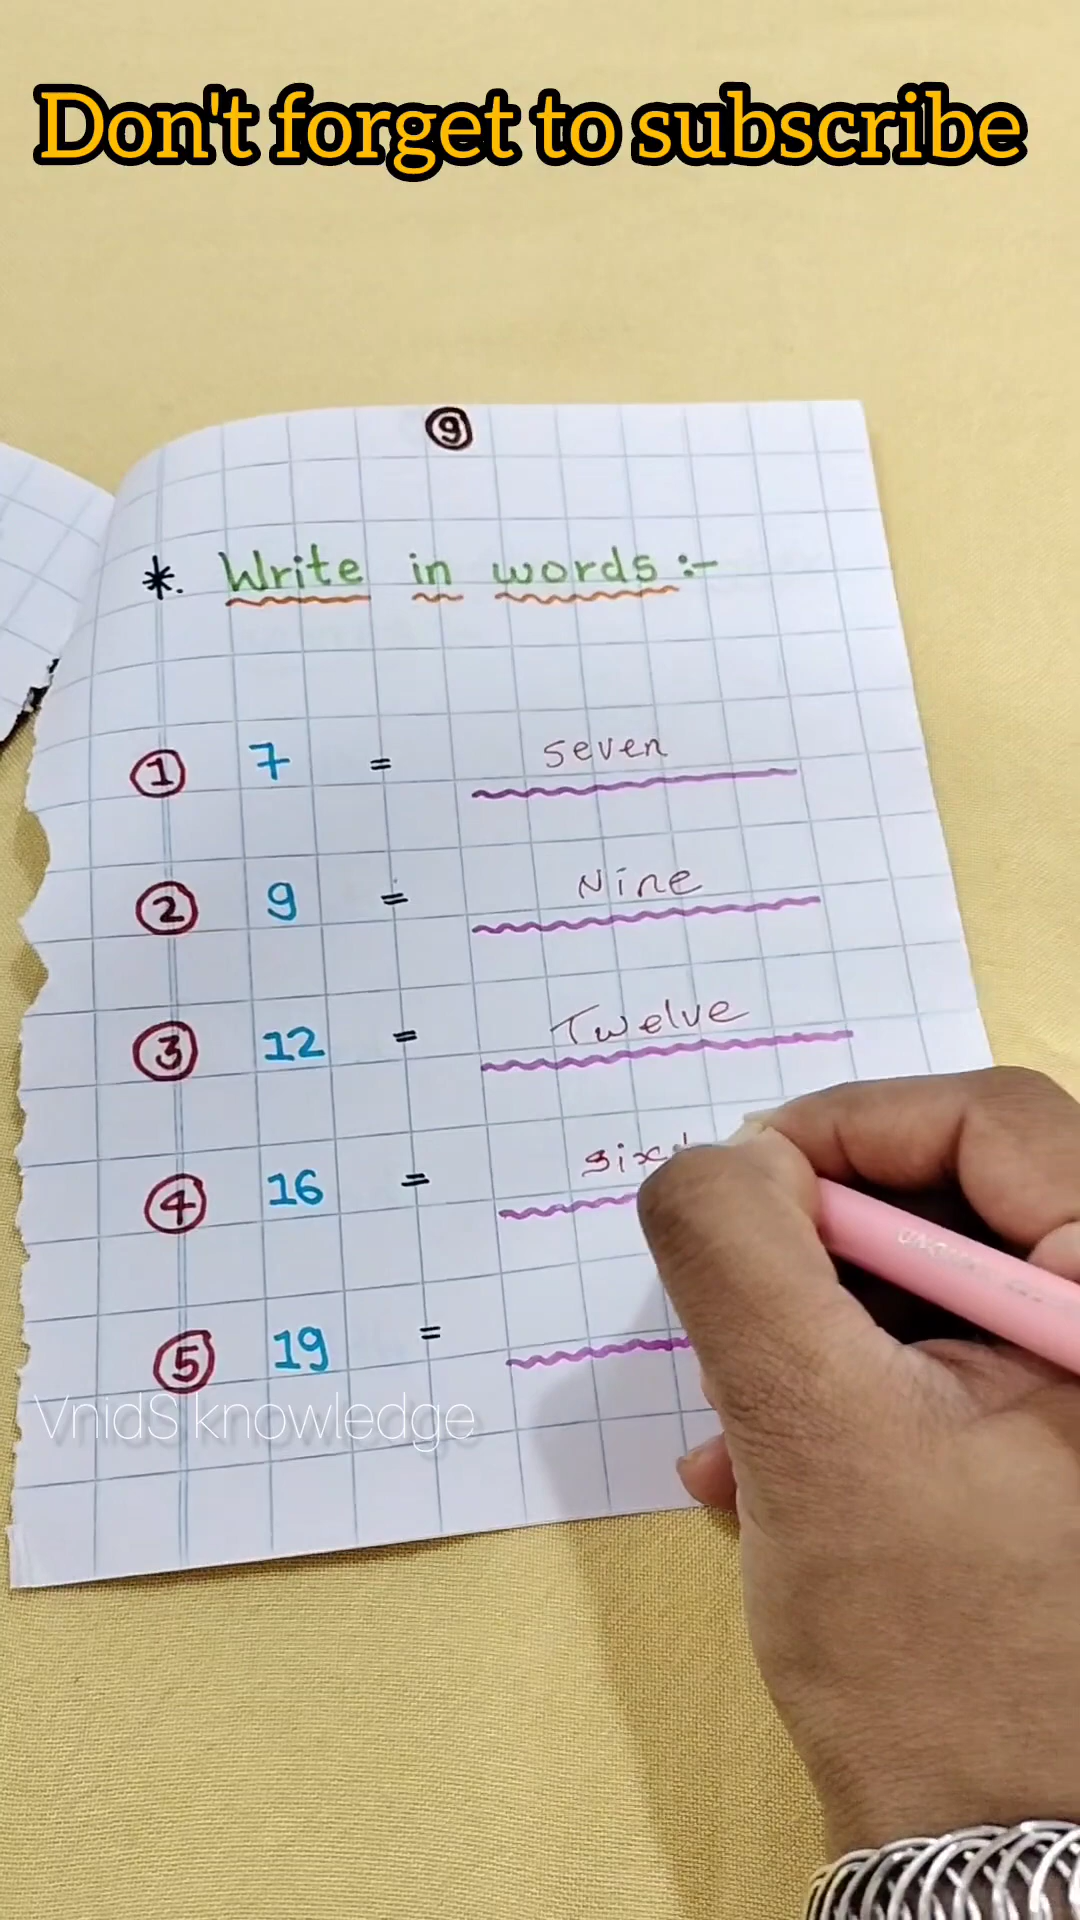 Don't forget to subscribe
9
*. Write in words :-
1 7 = Seven
2 9 = Nine
3 12 = Twelve
4 16 =
5 19 =
VnidS knowledge